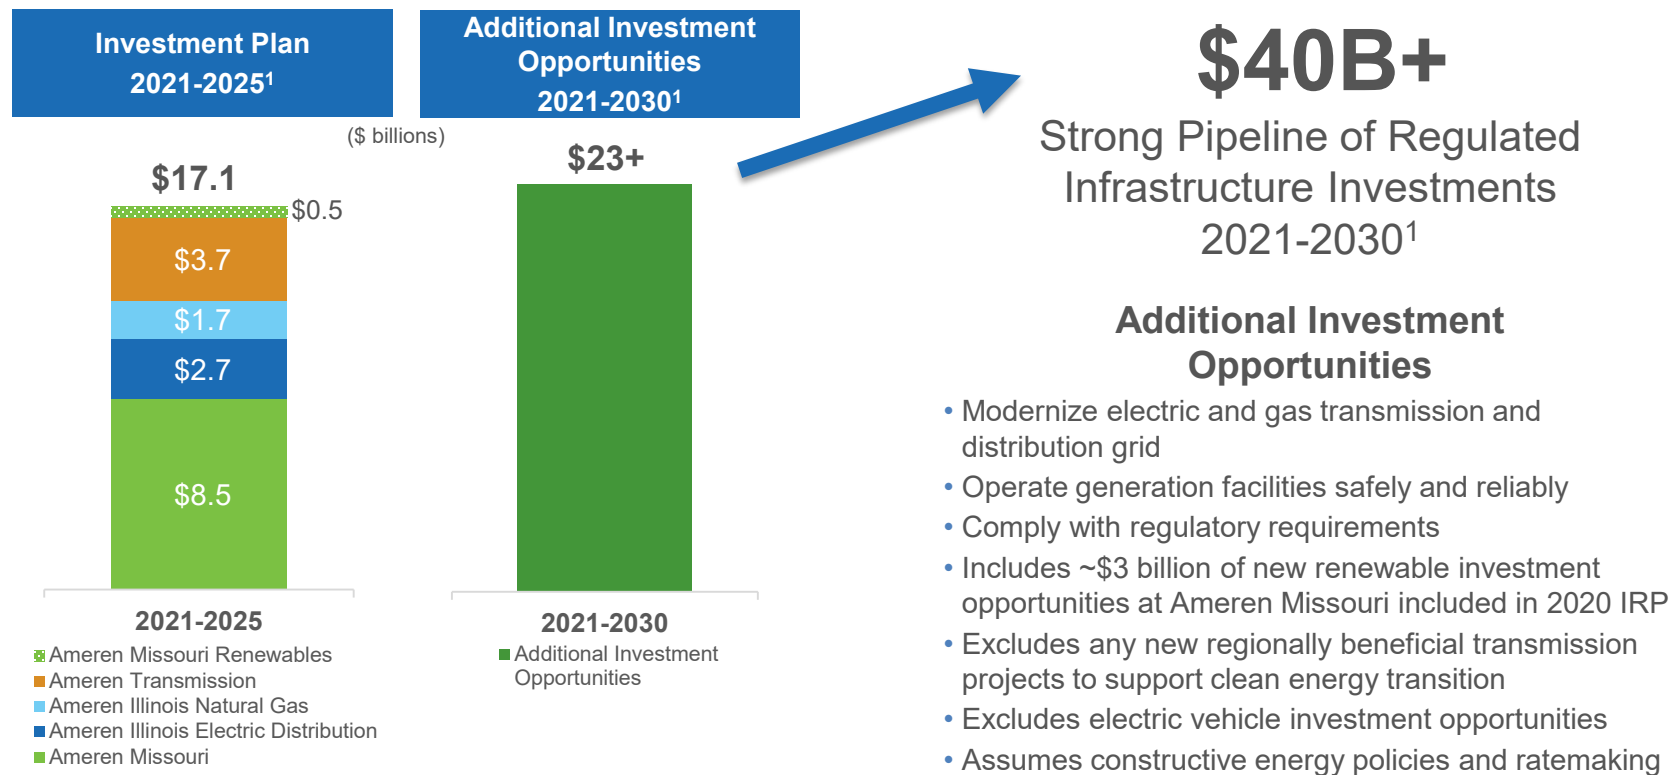 Investment Plan
2021-2025¹
Additional Investment
Opportunities
2021-2030¹
($ billions)
$17.1
$0.5
$3.7
$1.7
$2.7
$8.5
2021-2025
Ameren Missouri Renewables
Ameren Transmission
Ameren Illinois Natural Gas
Ameren Illinois Electric Distribution
Ameren Missouri
$23+
2021-2030
Additional Investment
Opportunities
$40B+
Strong Pipeline of Regulated
Infrastructure Investments
2021-2030¹
Additional Investment
Opportunities
• Modernize electric and gas transmission and
distribution grid
• Operate generation facilities safely and reliably
• Comply with regulatory requirements
• Includes ~$3 billion of new renewable investment
opportunities at Ameren Missouri included in 2020 IRP
• Excludes any new regionally beneficial transmission
projects to support clean energy transition
• Excludes electric vehicle investment opportunities
• Assumes constructive energy policies and ratemaking